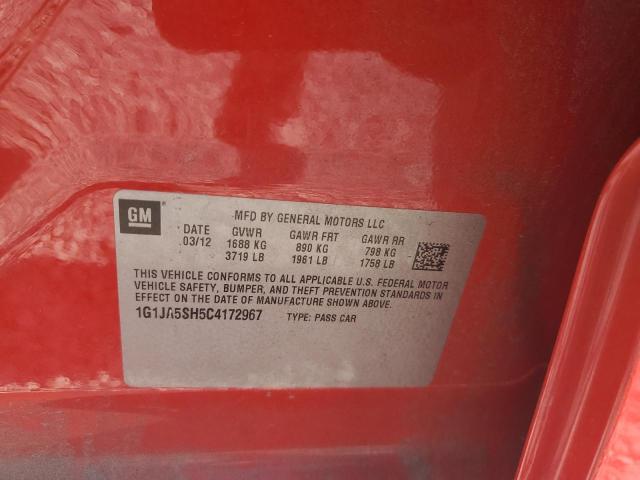 GM
MFD BY GENERAL MOTORS LLC
DATE GVWR GAWR FRT GAWR RR
03/12 1688 KG 890 KG 798 KG
3719 LB 1961 LB 1758 LB
THIS VEHICLE CONFORMS TO ALL APPLICABLE U.S. FEDERAL MOTOR
VEHICLE SAFETY, BUMPER, AND THEFT PREVENTION STANDARDS IN
EFFECT ON THE DATE OF MANUFACTURE SHOWN ABOVE.
1G1JA5SH5C4172967 TYPE: PASS CAR